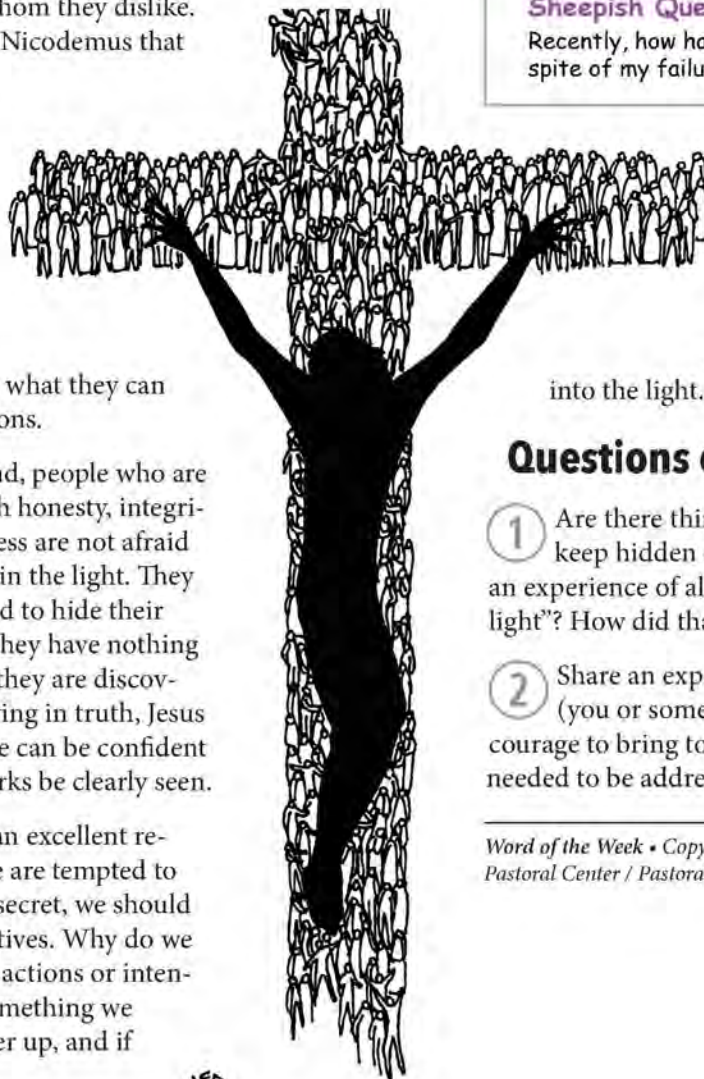 hom they dislike.
Nicodemus that
what they can
ons.
nd, people who are
h honesty, integri-
ess are not afraid
in the light. They
d to hide their
hey have nothing
they are discov-
ing in truth, Jesus
e can be confident
rks be clearly seen.
an excellent re-
e are tempted to
secret, we should
tives. Why do we
actions or inten-
mething we
er up, and if
Sheepish Que
Recently, how ha
spite of my failu
into the light.
Questions
1 Are there thin
keep hidden
an experience of al
light”? How did tha
2 Share an exp
(you or some
courage to bring to
needed to be addre
Word of the Week • Copy
Pastoral Center / Pastora